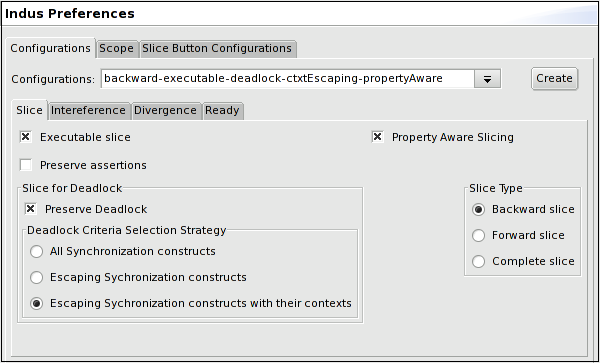 Indus Preferences
Configurations Scope Slice Button Configurations
Configurations: backward-executable-deadlock-ctxtEscaping-propertyAware Create
Slice Intereference Divergence Ready
Executable slice Property Aware Slicing
Preserve assertions
Slice for Deadlock Slice Type
Preserve Deadlock Backward slice
Deadlock Criteria Selection Strategy
All Synchronization constructs Forward slice
Escaping Sychronization constructs Complete slice
Escaping Sychronization constructs with their contexts